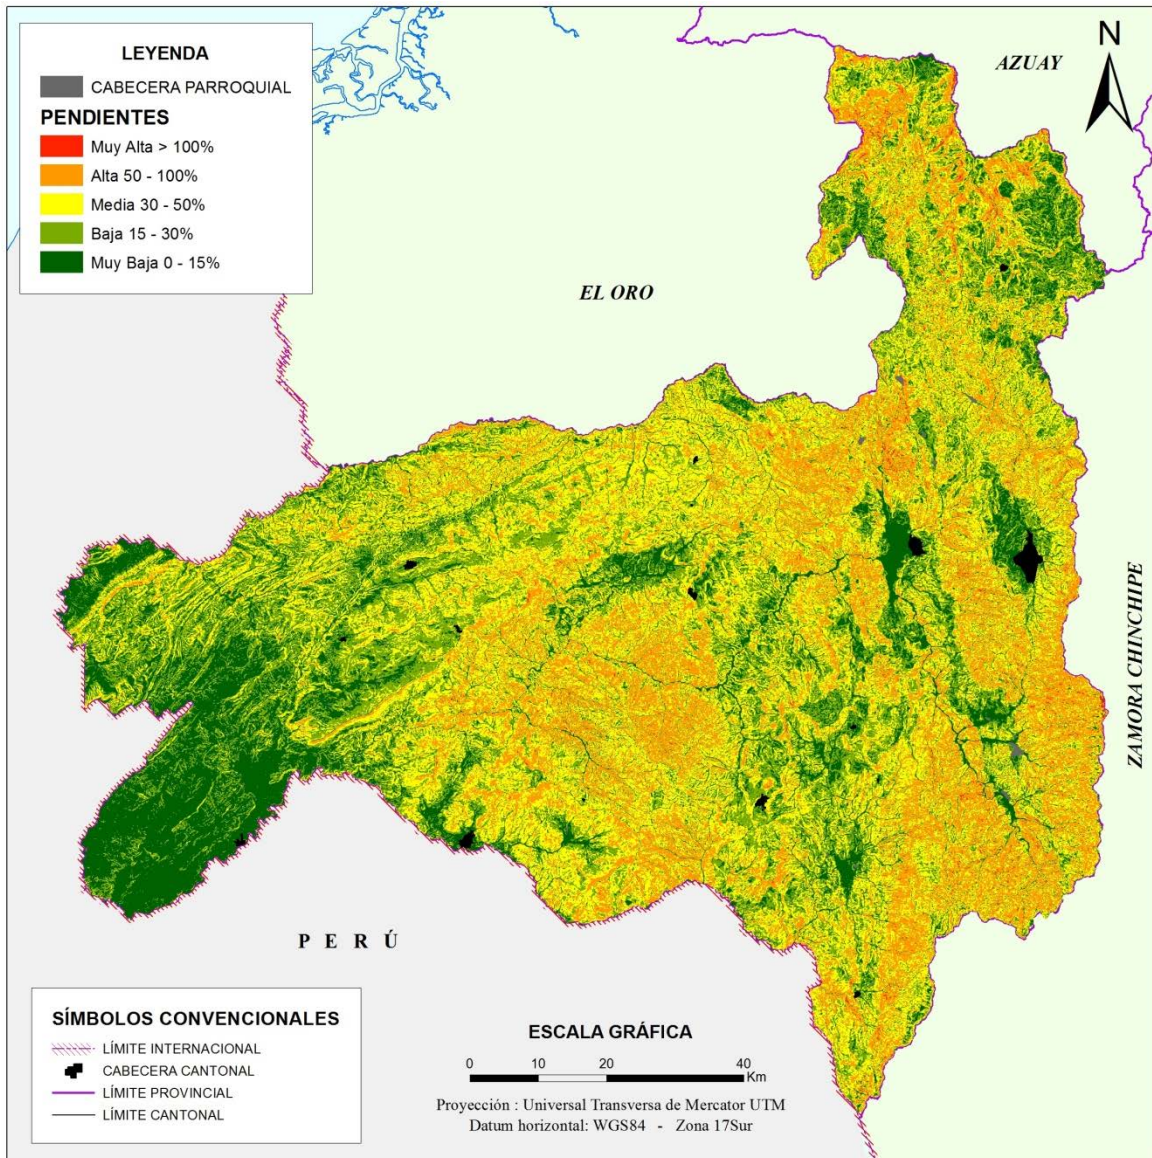 LEYENDA
CABECERA PARROQUIAL
PENDIENTES
Muy Alta > 100%
Alta 50 - 100%
Media 30 - 50%
Baja 15 - 30%
Muy Baja 0 - 15%
N
AZUAY
EL ORO
ZAMORA CHINCHIPE
P E R Ú
SÍMBOLOS CONVENCIONALES
LÍMITE INTERNACIONAL
CABECERA CANTONAL
LÍMITE PROVINCIAL
LÍMITE CANTONAL
ESCALA GRÁFICA
0 10 20 40
Km
Proyección : Universal Transversa de Mercator UTM
Datum horizontal: WGS84 - Zona 17Sur